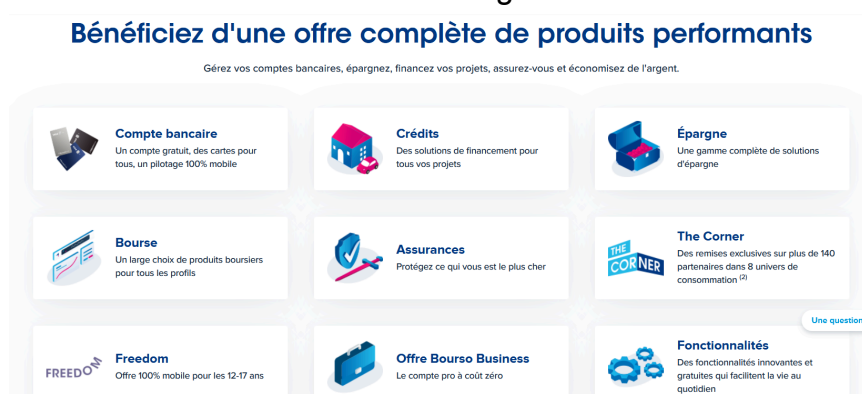 Bénéficiez d'une offre complète de produits performants
Gérez vos comptes bancaires, épargnez, financez vos projets, assurez-vous et économisez de l'argent.
Compte bancaire
Un compte gratuit, des cartes pour
tous, un pilotage 100% mobile
Crédits
Des solutions de financement pour
tous vos projets
Épargne
Une gamme complète de solutions
d'épargne
Bourse
Un large choix de produits boursiers
pour tous les profils
Assurances
Protégez ce qui vous est le plus cher
THE
CORNER
The Corner
Des remises exclusives sur plus de 140
partenaires dans 8 univers de
consommation (2)
Une question
FREEDOM
Freedom
Offre 100% mobile pour les 12-17 ans
Offre Bourso Business
Le compte pro à coût zéro
Fonctionnalités
Des fonctionnalités innovantes et
gratuites qui facilitent la vie au
quotidien